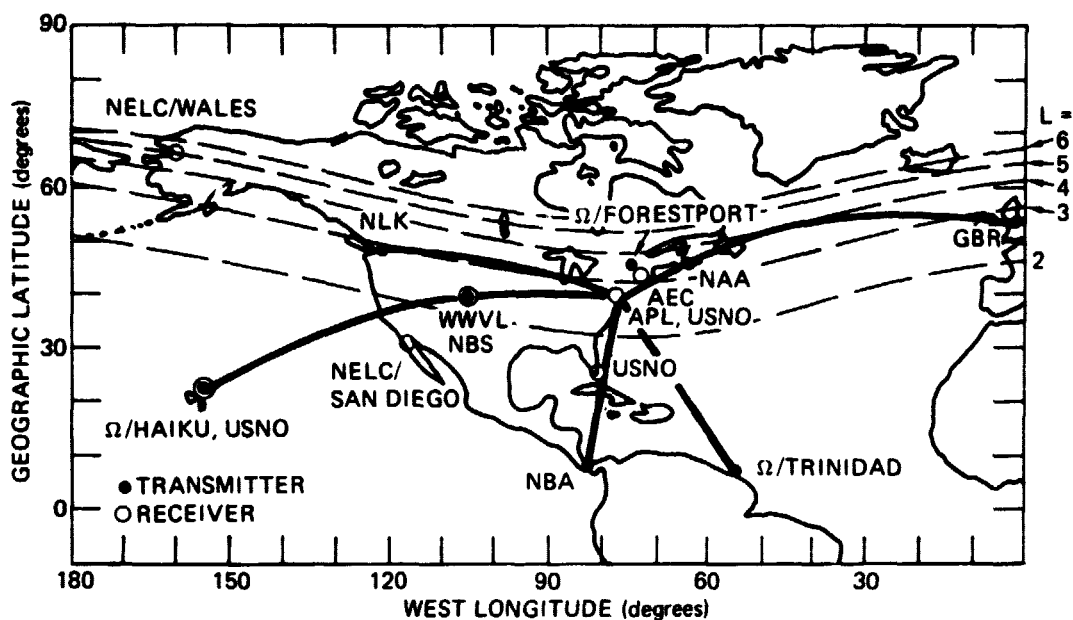 90
L =
NELC/WALES
6
5
60
4
NLK
Ω/FORESTPORT
3
GBR
2
NAA
AEC
WWVL
APL, USNO
NBS
30
NELC/
USNO
SAN DIEGO
Ω/HAIKU, USNO
Ω/TRINIDAD
NBA
● TRANSMITTER
○ RECEIVER
0
180
150
120
90
60
30
WEST LONGITUDE (degrees)
GEOGRAPHIC LATITUDE (degrees)